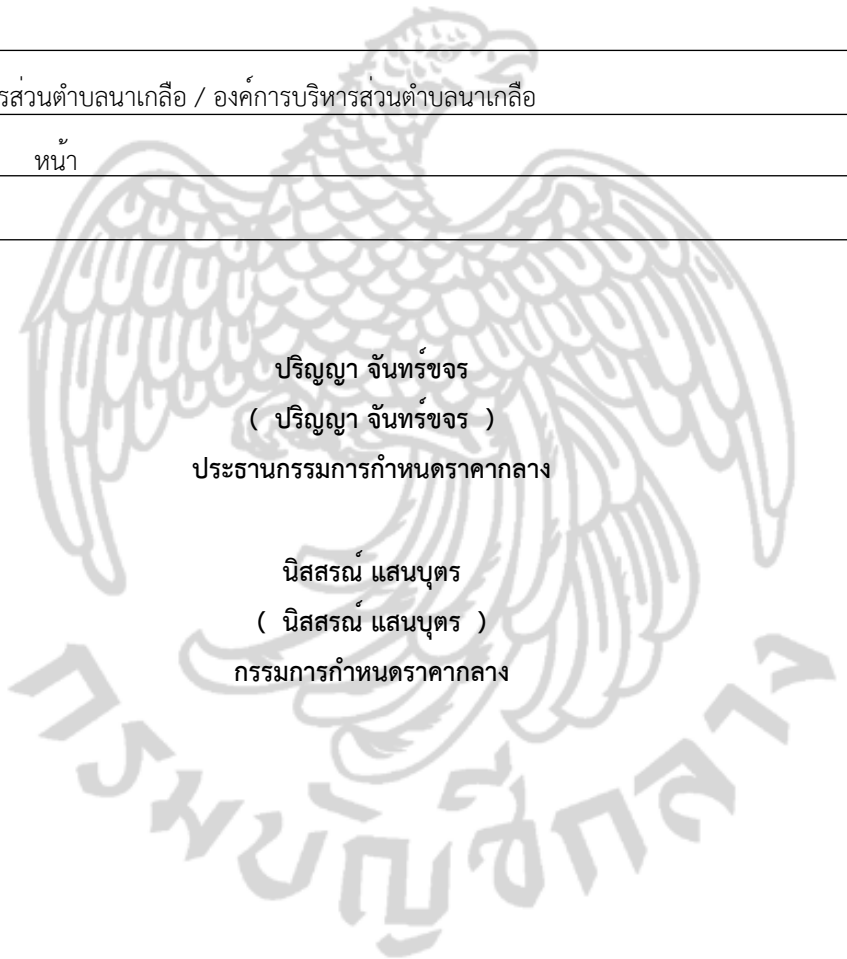 รส่วนตำบลนาเกลือ / องค์การบริหารส่วนตำบลนาเกลือ
หน้า
ปริญญา จันทร์ขจร
( ปริญญา จันทร์ขจร )
ประธานกรรมการกำหนดราคากลาง
นิสสรณ์ แสนบุตร
( นิสสรณ์ แสนบุตร )
กรรมการกำหนดราคากลาง
กรมบัญชีกลาง